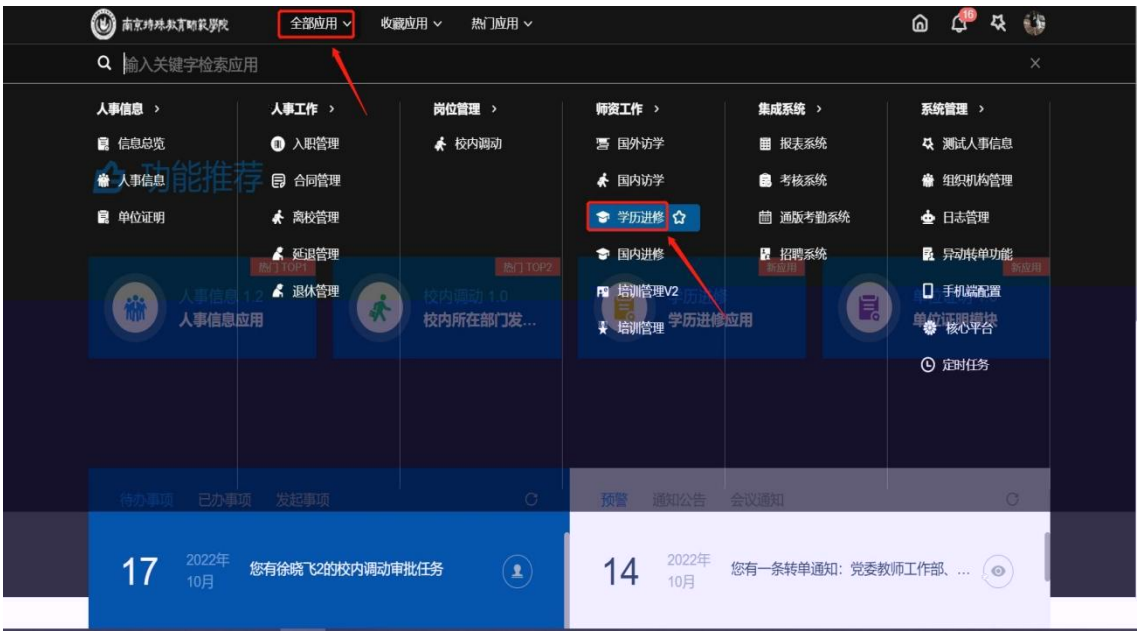 南京特殊教育师范学院 全部应用 收藏应用 热门应用 16
输入关键字检索应用
人事信息 人事工作 岗位管理 师资工作 集成系统 系统管理
信息总览 入职管理 校内调动 国外访学 报表系统 测试人事信息
功能推荐
人事信息 合同管理 国内访学 考核系统 组织机构管理
单位证明 离校管理 学历进修 通版考勤系统 日志管理
延退管理 国内进修 招聘系统 异动转单功能
热门 TOP1 热门 TOP2 新应用 新应用
人事信息 1.2 退休管理 校内调动 1.0 培训管理V2 学历进修 手机端配置
人事信息应用 校内所在部门发... 培训管理 学历进修应用 核心平台
单位证明模块
定时任务
待办事项 已办事项 发起事项 预警 通知公告 会议通知
17 2022年 您有徐晓飞2的校内调动审批任务 14 2022年 您有一条转单通知：党委教师工作部、...
10月 10月